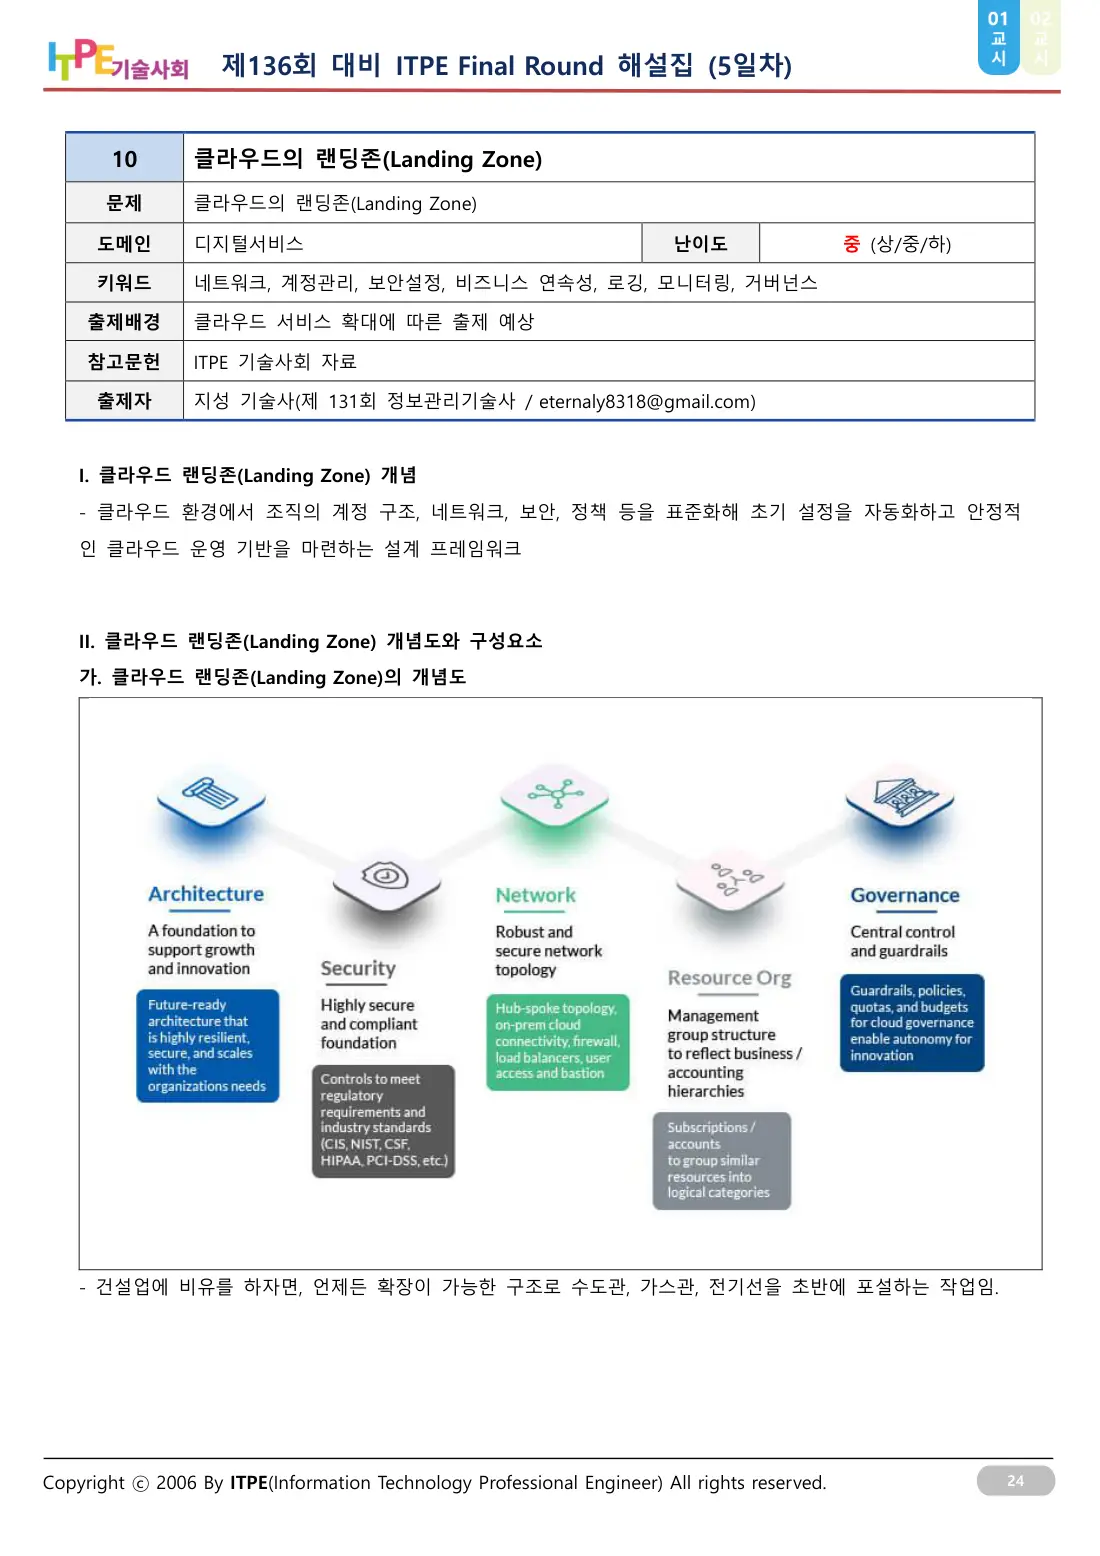 ITPE기술사회
제136회 대비 ITPE Final Round 해설집 (5일차)
01
교
시
02
교
시
10
클라우드의 랜딩존(Landing Zone)
문제
클라우드의 랜딩존(Landing Zone)
도메인
디지털서비스
난이도
중 (상/중/하)
키워드
네트워크, 계정관리, 보안설정, 비즈니스 연속성, 로깅, 모니터링, 거버넌스
출제배경
클라우드 서비스 확대에 따른 출제 예상
참고문헌
ITPE 기술사회 자료
출제자
지성 기술사(제 131회 정보관리기술사 / eternaly8318@gmail.com)
I. 클라우드 랜딩존(Landing Zone) 개념
- 클라우드 환경에서 조직의 계정 구조, 네트워크, 보안, 정책 등을 표준화해 초기 설정을 자동화하고 안정적
인 클라우드 운영 기반을 마련하는 설계 프레임워크
II. 클라우드 랜딩존(Landing Zone) 개념도와 구성요소
가. 클라우드 랜딩존(Landing Zone)의 개념도
Architecture
A foundation to
support growth
and innovation
Future-ready
architecture that
is highly resilient,
secure, and scales
with the
organizations needs
Security
Highly secure
and compliant
foundation
Controls to meet
regulatory
requirements and
industry standards
(CIS, NIST, CSF,
HIPAA, PCI-DSS, etc.)
Network
Robust and
secure network
topology
Hub-spoke topology,
on-prem cloud
connectivity, firewall,
load balancers, user
access and bastion
Resource Org
Management
group structure
to reflect business /
accounting
hierarchies
Subscriptions /
accounts
to group similar
resources into
logical categories
Governance
Central control
and guardrails
Guardrails, policies,
quotas, and budgets
for cloud governance
enable autonomy for
innovation
- 건설업에 비유를 하자면, 언제든 확장이 가능한 구조로 수도관, 가스관, 전기선을 초반에 포설하는 작업임.
Copyright ⓒ 2006 By ITPE(Information Technology Professional Engineer) All rights reserved.
24